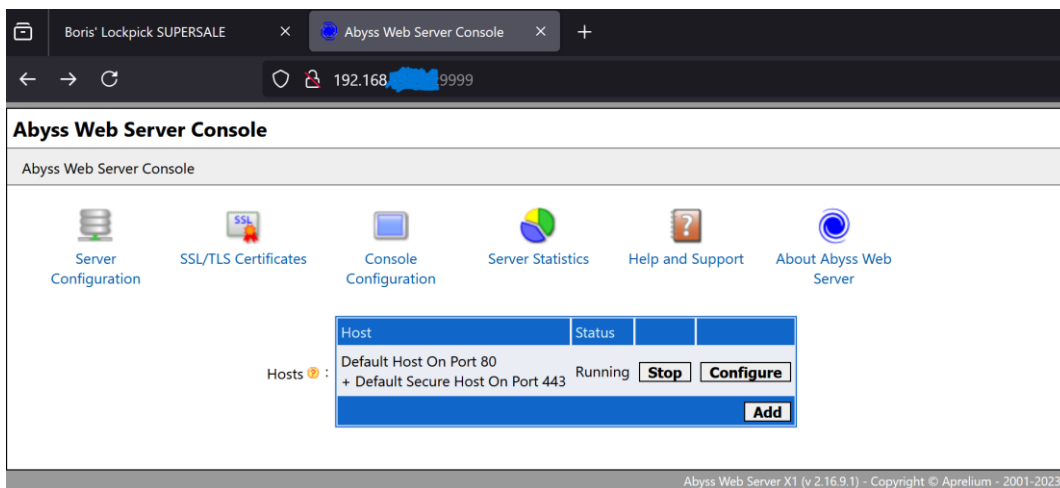 Boris' Lockpick SUPERSALE
Abyss Web Server Console
192.168
9999
Abyss Web Server Console
Abyss Web Server Console
SSL
?
Server
Configuration
SSL/TLS Certificates
Console
Configuration
Server Statistics
Help and Support
About Abyss Web
Server
Host
Status
Hosts ? :
Default Host On Port 80
+ Default Secure Host On Port 443
Running
Stop
Configure
Add
Abyss Web Server X1 (v 2.16.9.1) - Copyright © Aprelium - 2001-2023